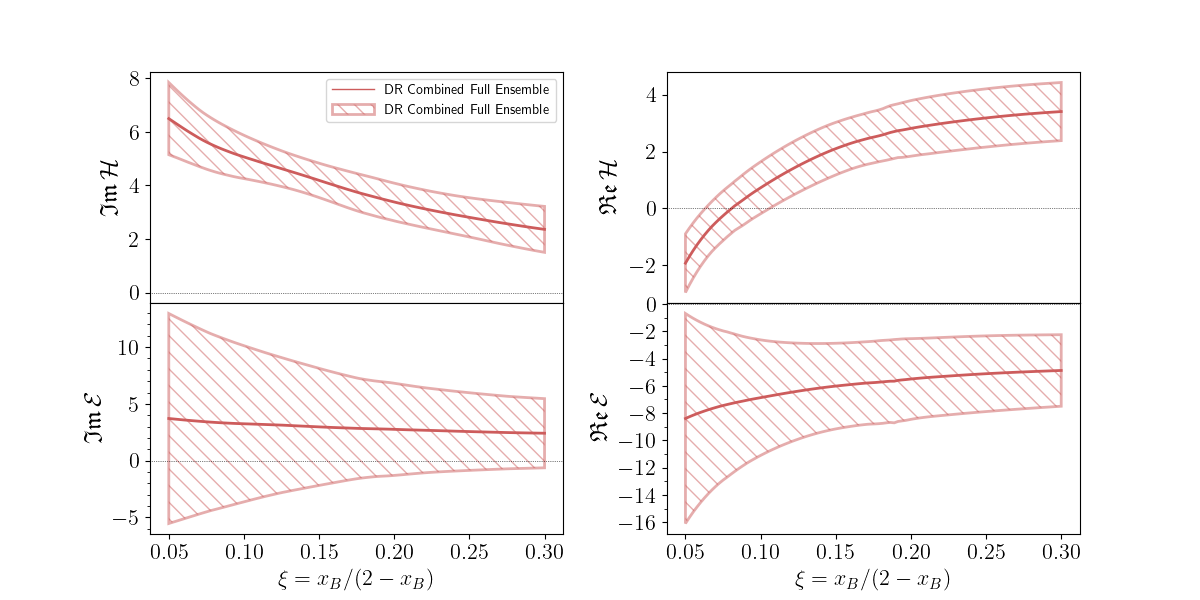 8
6
4
2
0
ℑ𝔪 ℋ
DR Combined Full Ensemble
DR Combined Full Ensemble
4
2
0
−2
ℜ𝔢 ℋ
10
5
0
−5
ℑ𝔪 ℰ
0.05 0.10 0.15 0.20 0.25 0.30
ξ = x_B/(2 − x_B)
0
−2
−4
−6
−8
−10
−12
−14
−16
ℜ𝔢 ℰ
0.05 0.10 0.15 0.20 0.25 0.30
ξ = x_B/(2 − x_B)